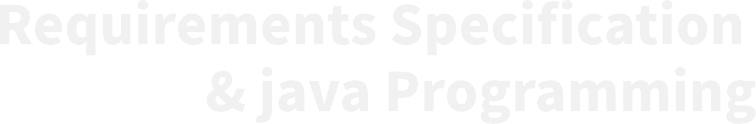 Requirements Specification
& java Programming